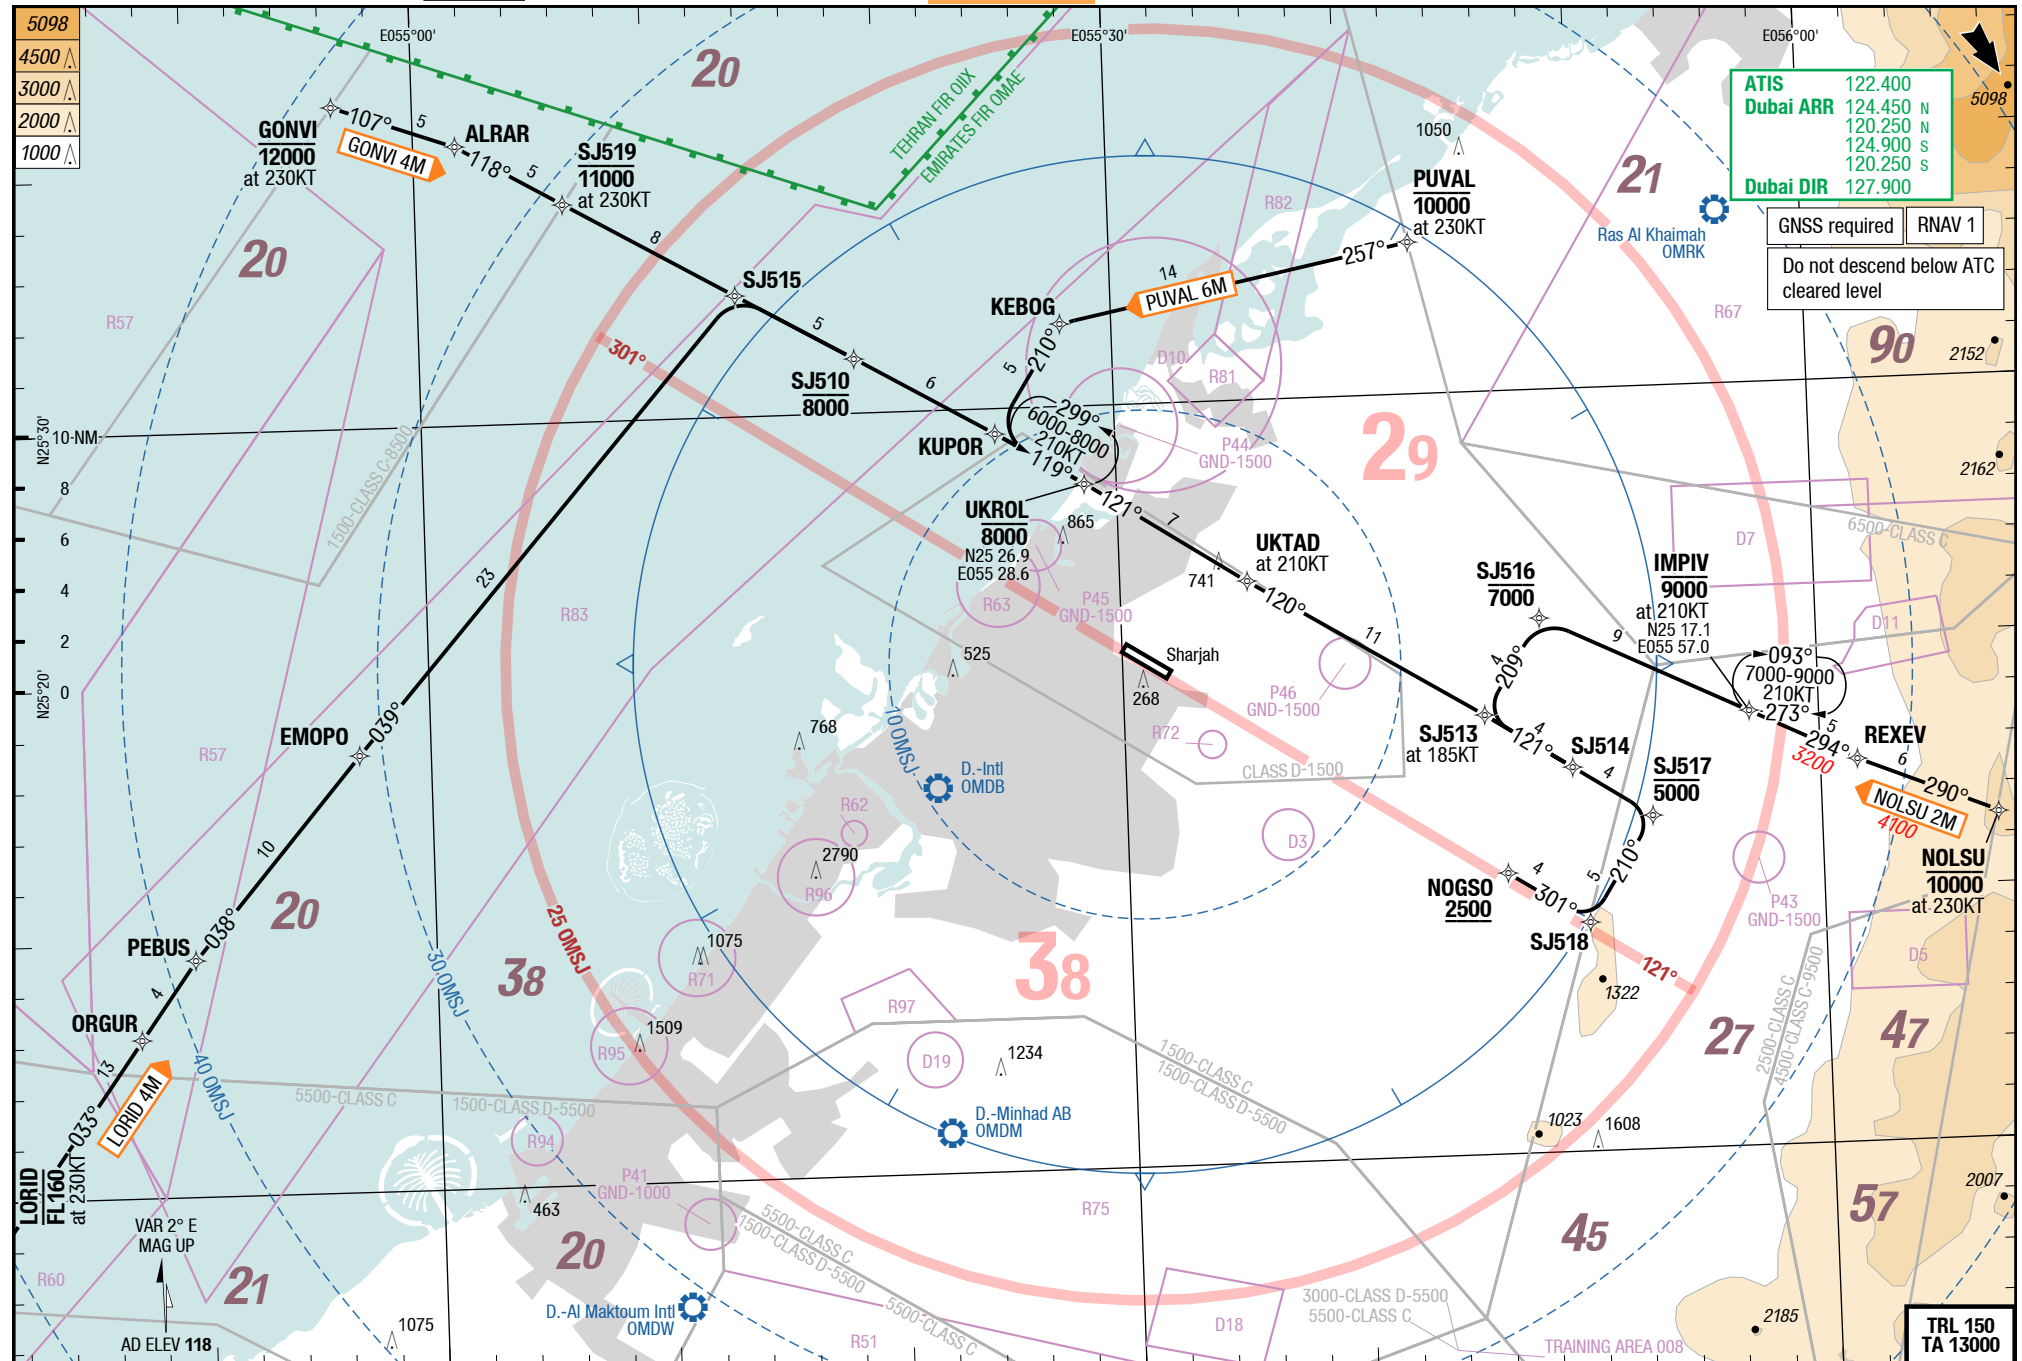 5098
4500
3000
2000
1000
E055°00'
E055°30'
E056°00'
20
TEHRAN FIR OIIX
EMIRATES FIR OMAE
ATIS 122.400
Dubai ARR 124.450 N
120.250 N
124.900 S
120.250 S
Dubai DIR 127.900
5098
GNSS required
RNAV 1
Do not descend below ATC
cleared level
GONVI
12000
at 230KT
107°
5
GONVI 4M
ALRAR
118°
5
SJ519
11000
at 230KT
8
20
1050
21
PUVAL
10000
at 230KT
R82
Ras Al Khaimah
OMRK
257°
14
PUVAL 6M
KEBOG
SJ515
5
210°
5
R57
R67
301°
D10
R81
90
2152
SJ510
8000
6
KUPOR
299°
6000-8000
210KT
119°
N25°30'
10-NM
8
6
4
2
0
N25°20'
1500-CLASS C-8500
P44
GND-1500
29
2162
UKROL
8000
N25 26.9
E055 28.6
121°
7
865
741
UKTAD
at 210KT
120°
11
D7
6500-CLASS C
SJ516
7000
IMPIV
9000
at 210KT
N25 17.1
E055 57.0
D11
23
R83
R63
P45
GND-1500
525
Sharjah
268
P46
GND-1500
R72
4
209°
9
093°
7000-9000
210KT
273°
5
294°
3200
REXEV
6
290°
NOLSU 2M
4100
NOLSU
10000
at 230KT
EMOPO
039°
R57
768
10 OMSJ
D.-Intl
OMDB
SJ513
at 185KT
4
121°
SJ514
4
SJ517
5000
CLASS D-1500
R62
2790
R96
D3
10
NOGSO
2500
4
301°
5
210°
SJ518
P43
GND-1500
20
038°
PEBUS
4
ORGUR
13
LORID 4M
033°
LORID
FL160
at 230KT
38
25 OMSJ
30 OMSJ
40 OMSJ
1075
R71
38
121°
1322
D5
R97
1509
R95
D19
1234
27
47
2500-CLASS C
4500-CLASS C-9500
5500-CLASS C
1500-CLASS D-5500
1500-CLASS C
1500-CLASS D-5500
D.-Minhad AB
OMDM
R94
1023
1608
P41
GND-1000
463
R75
2007
57
45
VAR 2° E
MAG UP
20
5500-CLASS C
1500-CLASS D-5500
R60
21
D.-Al Maktoum Intl
OMDW
5500-CLASS C
R51
D18
3000-CLASS D-5500
5500-CLASS C
2185
TRAINING AREA 008
1075
AD ELEV 118
TRL 150
TA 13000